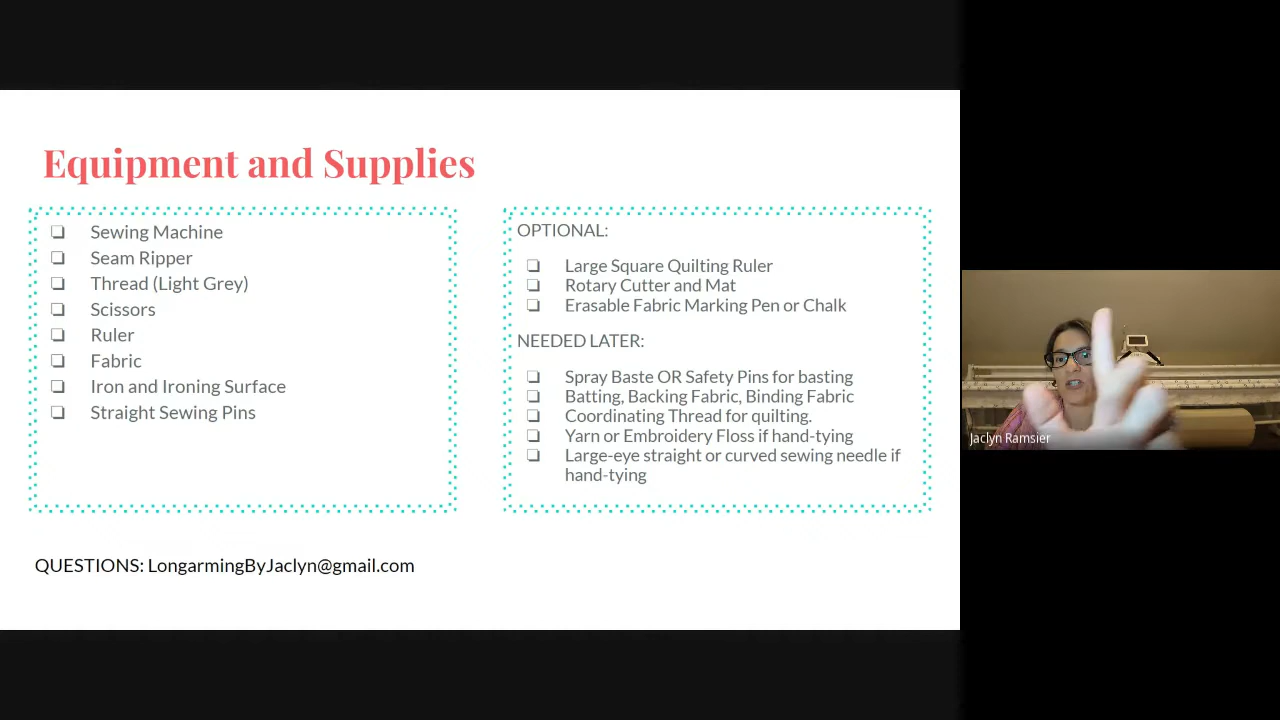 Equipment and Supplies
Sewing Machine
Seam Ripper
Thread (Light Grey)
Scissors
Ruler
Fabric
Iron and Ironing Surface
Straight Sewing Pins
OPTIONAL:
Large Square Quilting Ruler
Rotary Cutter and Mat
Erasable Fabric Marking Pen or Chalk
NEEDED LATER:
Spray Baste OR Safety Pins for basting
Batting, Backing Fabric, Binding Fabric
Coordinating Thread for quilting.
Yarn or Embroidery Floss if hand-tying
Large-eye straight or curved sewing needle if
hand-tying
QUESTIONS: LongarmingByJaclyn@gmail.com
Jaclyn Ramsier